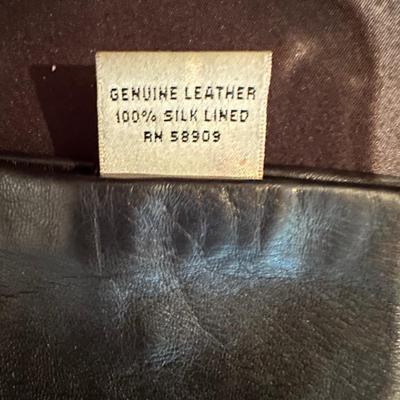 GENUINE LEATHER
100% SILK LINED
RN 58909